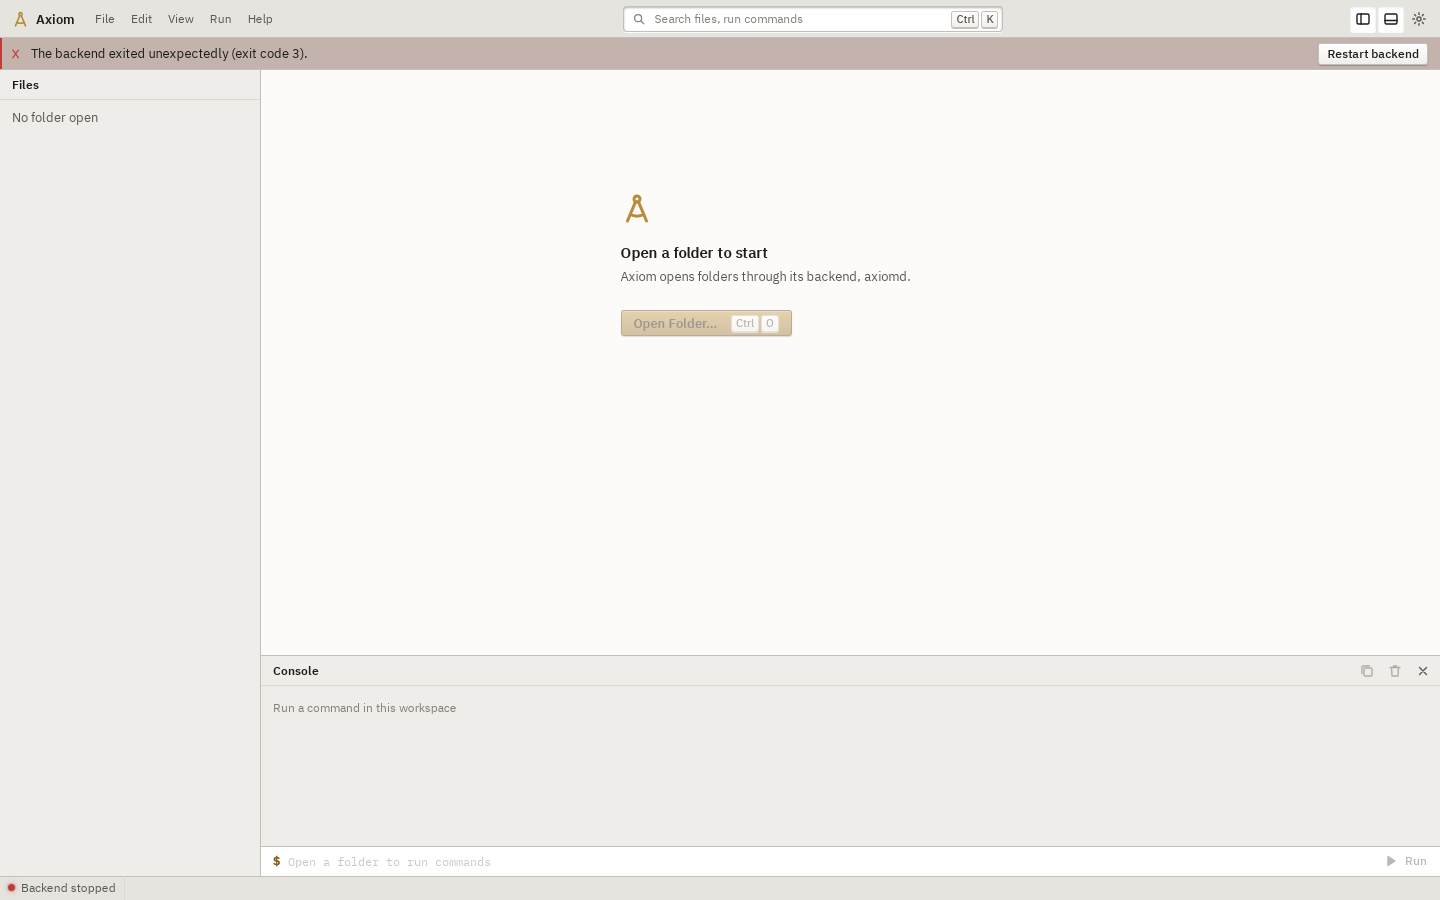 Axiom File Edit View Run Help Search files, run commands Ctrl K
The backend exited unexpectedly (exit code 3). Restart backend
Files
No folder open
Open a folder to start
Axiom opens folders through its backend, axiomd.
Open Folder... Ctrl O
Console
Run a command in this workspace
$ Open a folder to run commands Run
Backend stopped